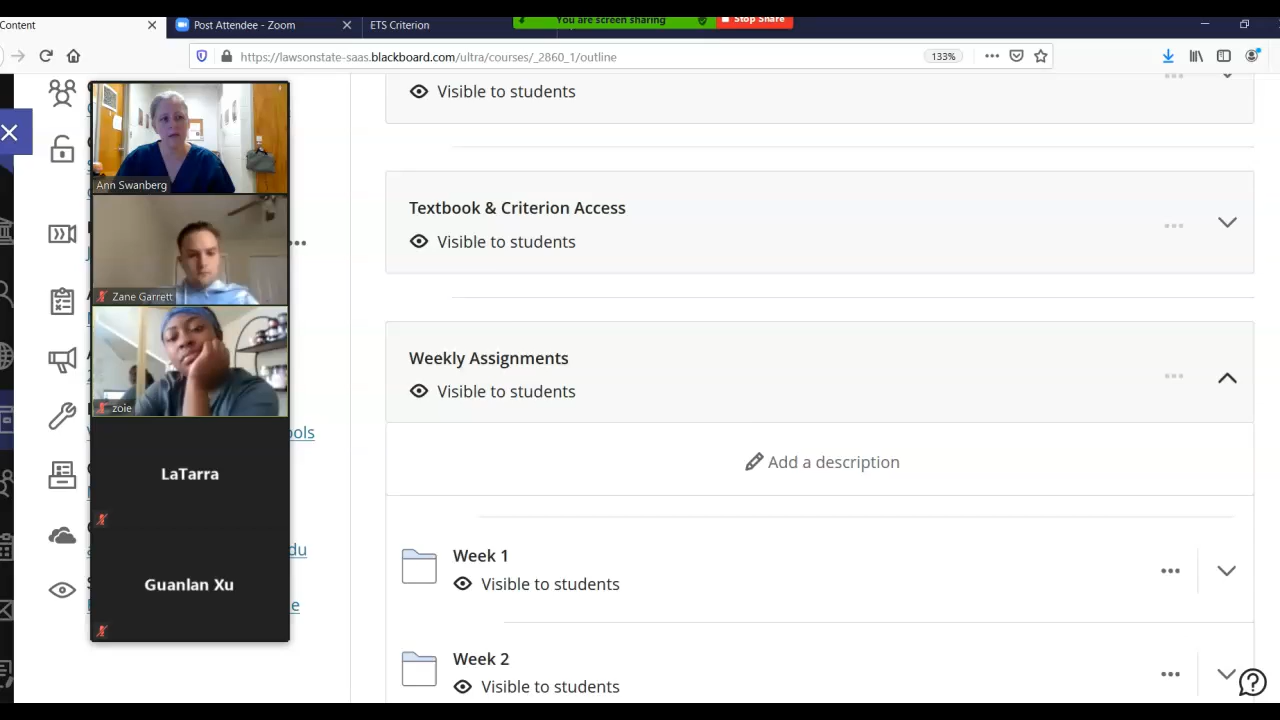 Content
Post Attendee - Zoom
ETS Criterion
You are screen sharing
Stop Share
https://lawsonstate-saas.blackboard.com/ultra/courses/_2860_1/outline
133%
Visible to students
Ann Swanberg
Textbook & Criterion Access
Visible to students
Zane Garrett
Weekly Assignments
Visible to students
zoie
ools
Add a description
LaTarra
du
Week 1
Visible to students
Guanlan Xu
e
Week 2
Visible to students